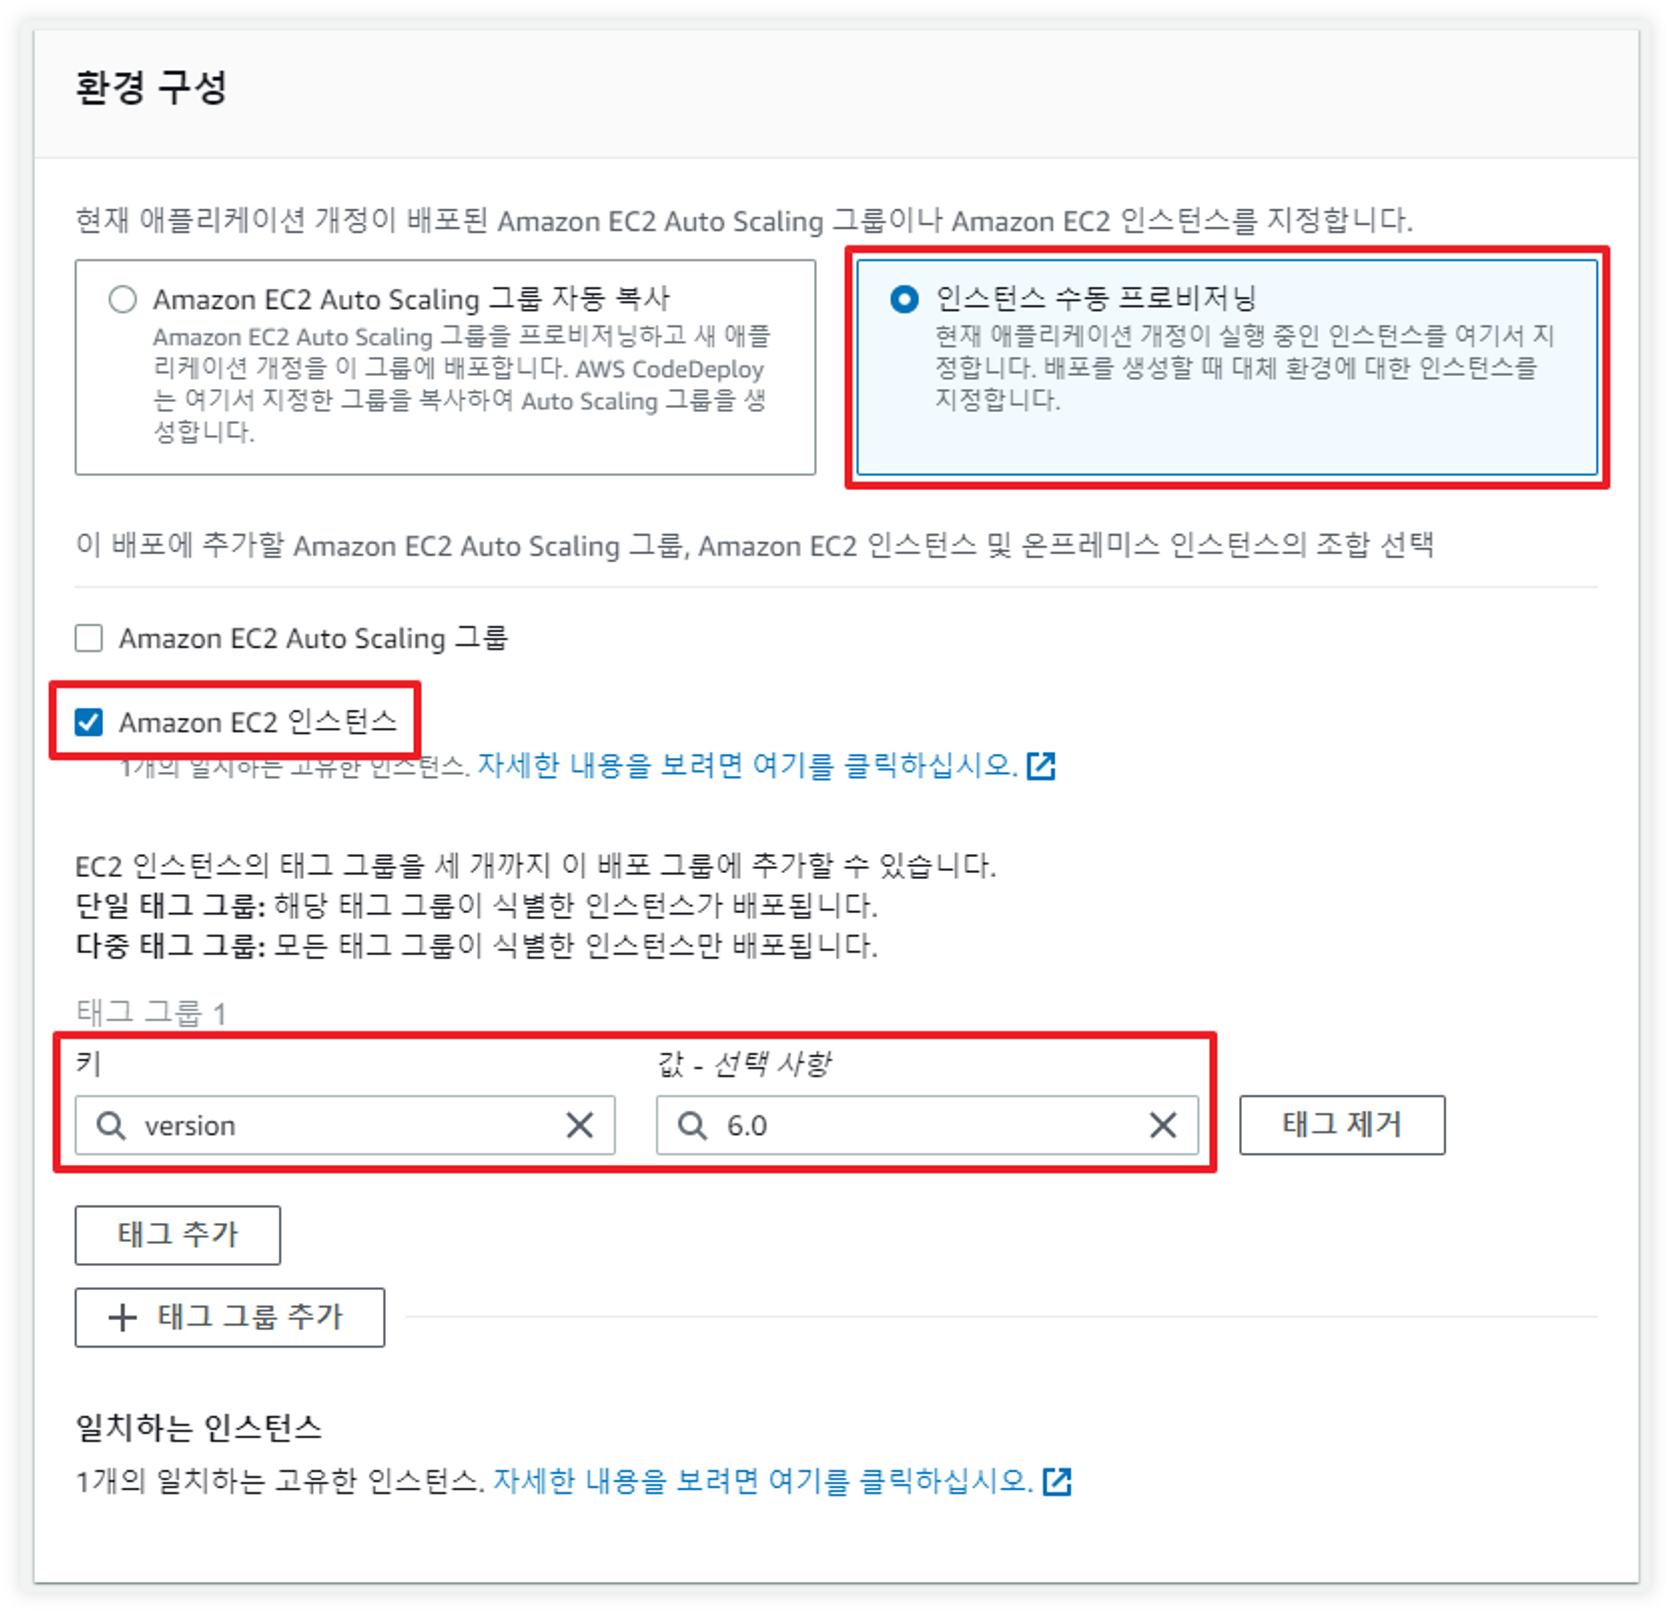 환경 구성
현재 애플리케이션 개정이 배포된 Amazon EC2 Auto Scaling 그룹이나 Amazon EC2 인스턴스를 지정합니다.
Amazon EC2 Auto Scaling 그룹 자동 복사
Amazon EC2 Auto Scaling 그룹을 프로비저닝하고 새 애플
리케이션 개정을 이 그룹에 배포합니다. AWS CodeDeploy
는 여기서 지정한 그룹을 복사하여 Auto Scaling 그룹을 생
성합니다.
인스턴스 수동 프로비저닝
현재 애플리케이션 개정이 실행 중인 인스턴스를 여기서 지
정합니다. 배포를 생성할 때 대체 환경에 대한 인스턴스를
지정합니다.
이 배포에 추가할 Amazon EC2 Auto Scaling 그룹, Amazon EC2 인스턴스 및 온프레미스 인스턴스의 조합 선택
Amazon EC2 Auto Scaling 그룹
Amazon EC2 인스턴스
1개의 일치하는 고유한 인스턴스. 자세한 내용을 보려면 여기를 클릭하십시오.
EC2 인스턴스의 태그 그룹을 세 개까지 이 배포 그룹에 추가할 수 있습니다.
단일 태그 그룹: 해당 태그 그룹이 식별한 인스턴스가 배포됩니다.
다중 태그 그룹: 모든 태그 그룹이 식별한 인스턴스만 배포됩니다.
태그 그룹 1
키
값 - 선택 사항
version
6.0
태그 제거
태그 추가
태그 그룹 추가
일치하는 인스턴스
1개의 일치하는 고유한 인스턴스. 자세한 내용을 보려면 여기를 클릭하십시오.